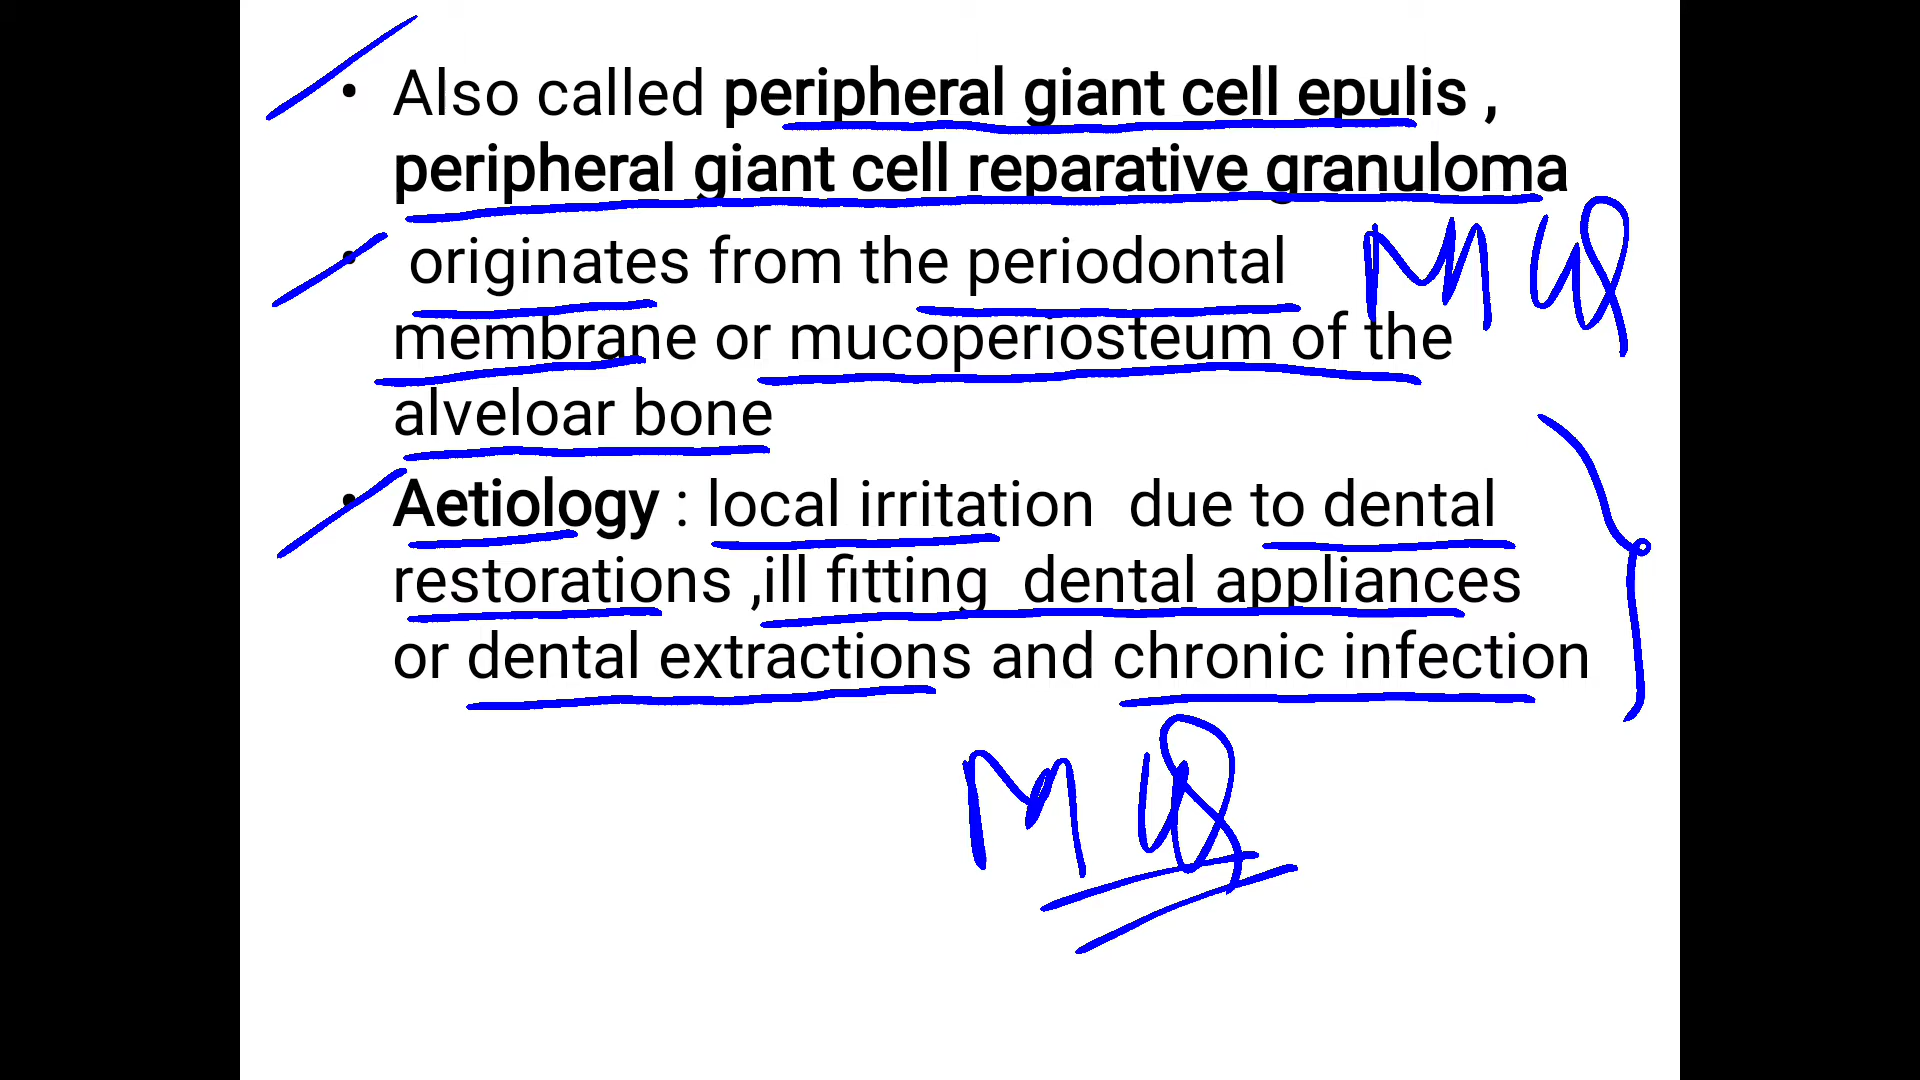 • Also called peripheral giant cell epulis ,
peripheral giant cell reparative granuloma
• originates from the periodontal
MCQ
membrane or mucoperiosteum of the
alveloar bone
• Aetiology : local irritation due to dental
restorations ,ill fitting dental appliances
or dental extractions and chronic infection
MCQ